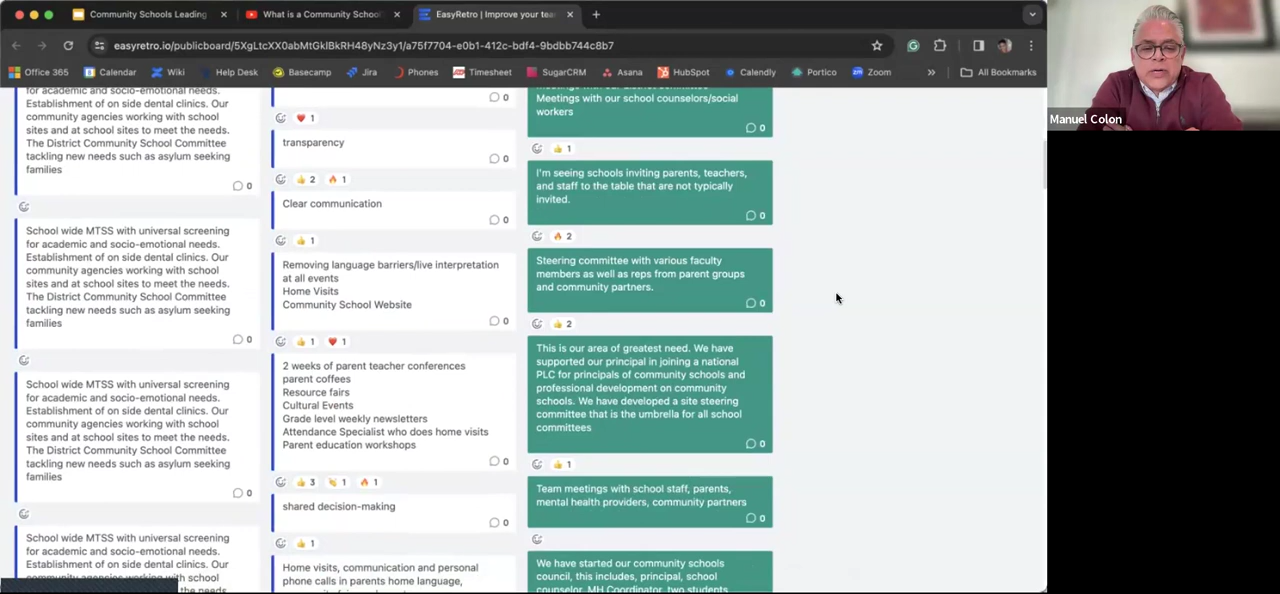 Community Schools Leading
What is a Community School
EasyRetro | Improve your tea
easyretro.io/publicboard/5XgLtcXX0abMtGklBkRH48yNz3y1/a75f7704-e0b1-412c-bdf4-9bdbb744c8b7
Office 365
Calendar
Wiki
Help Desk
Basecamp
Jira
Phones
Timesheet
SugarCRM
Asana
HubSpot
Calendly
Portico
Zoom
»
All Bookmarks
for academic and socio-emotional needs.
Establishment of on side dental clinics. Our
community agencies working with school
sites and at school sites to meet the needs.
The District Community School Committee
tackling new needs such as asylum seeking
families
0
School wide MTSS with universal screening
for academic and socio-emotional needs.
Establishment of on side dental clinics. Our
community agencies working with school
sites and at school sites to meet the needs.
The District Community School Committee
tackling new needs such as asylum seeking
families
0
School wide MTSS with universal screening
for academic and socio-emotional needs.
Establishment of on side dental clinics. Our
community agencies working with school
sites and at school sites to meet the needs.
The District Community School Committee
tackling new needs such as asylum seeking
families
0
School wide MTSS with universal screening
for academic and socio-emotional needs.
Establishment of on side dental clinics. Our
community agencies working with school
sites and at school sites to meet the needs.
0
1
transparency
0
2 1
Clear communication
0
1
Removing language barriers/live interpretation
at all events
Home Visits
Community School Website
0
1 1
2 weeks of parent teacher conferences
parent coffees
Resource fairs
Cultural Events
Grade level weekly newsletters
Attendance Specialist who does home visits
Parent education workshops
0
3 1 1
shared decision-making
0
1
Home visits, communication and personal
phone calls in parents home language,
Meetings with our school counselors/social
workers
0
1
I'm seeing schools inviting parents, teachers,
and staff to the table that are not typically
invited.
0
2
Steering committee with various faculty
members as well as reps from parent groups
and community partners.
0
2
This is our area of greatest need. We have
supported our principal in joining a national
PLC for principals of community schools and
professional development on community
schools. We have developed a site steering
committee that is the umbrella for all school
committees
0
1
Team meetings with school staff, parents,
mental health providers, community partners
0
We have started our community schools
council, this includes, principal, school
counselor, MH Coordinator, two students
Manuel Colon